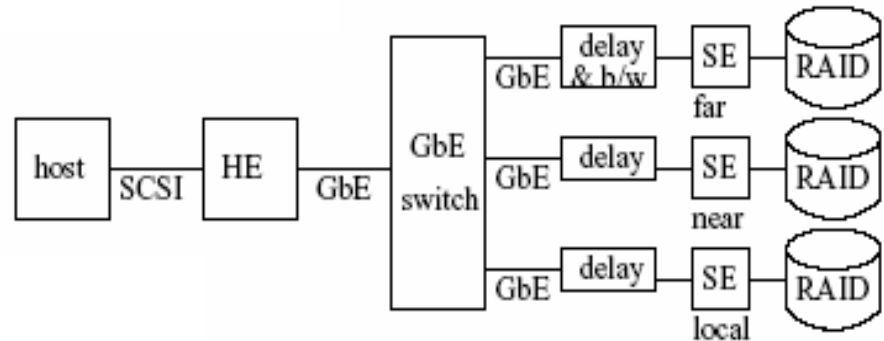 host
SCSI
HE
GbE
GbE
switch
GbE
delay
& b/w
SE
far
RAID
GbE
delay
SE
near
RAID
GbE
delay
SE
local
RAID